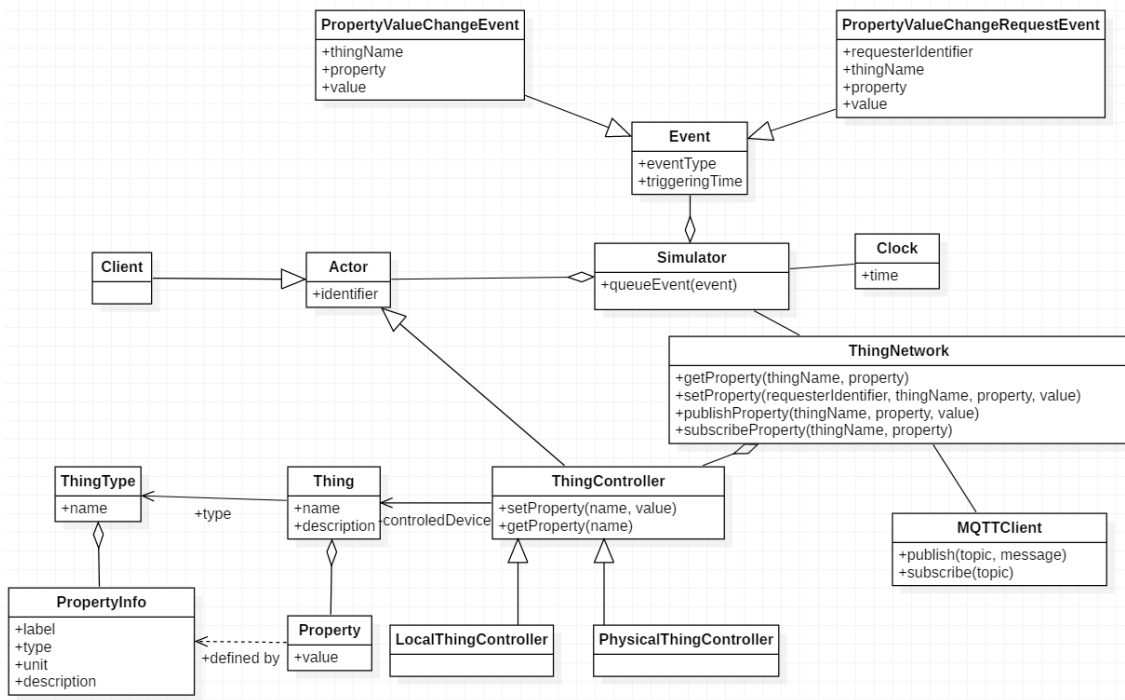 PropertyValueChangeEvent
+thingName
+property
+value
PropertyValueChangeRequestEvent
+requesterIdentifier
+thingName
+property
+value
Event
+eventType
+triggeringTime
Client
Actor
+identifier
Simulator
+queueEvent(event)
Clock
+time
ThingNetwork
+getProperty(thingName, property)
+setProperty(requesterIdentifier, thingName, property, value)
+publishProperty(thingName, property, value)
+subscribeProperty(thingName, property)
ThingType
+name
+type
Thing
+name
+description
-controledDevice
ThingController
+setProperty(name, value)
+getProperty(name)
MQTTClient
+publish(topic, message)
+subscribe(topic)
PropertyInfo
+label
+type
+unit
+description
+defined by
Property
+value
LocalThingController
PhysicalThingController